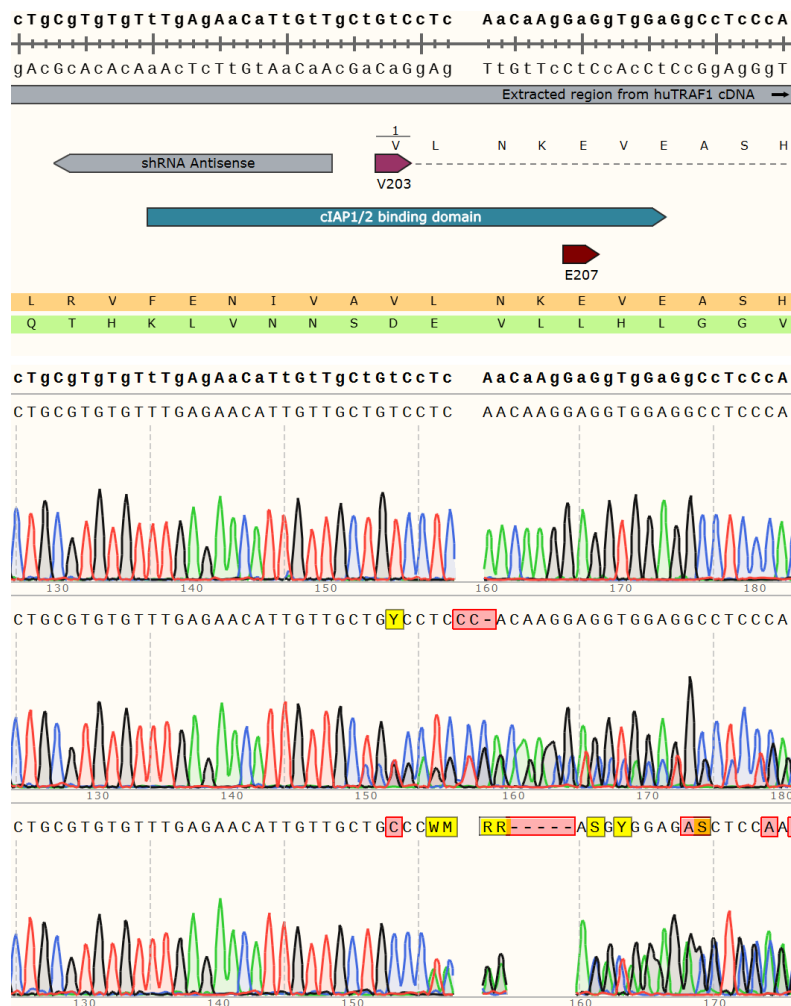 cTgCgTgTgTtTgAgAaCaTtGtTgCtGtCcTc AaCaAgGaGgTgGaGgCcTcCcA
gAcGcAcAcAaAcTcTtGtAaCaAcGaCaGgAg TtGtTcCtCcAcCtCcGgAgGgT
Extracted region from huTRAF1 cDNA
1
V L N K E V E A S H
shRNA Antisense
V203
cIAP1/2 binding domain
E207
L R V F E N I V A V L N K E V E A S H
Q T H K L V N N S D E V L L H L G G V
cTgCgTgTgTtTgAgAaCaTtGtTgCtGtCcTc AaCaAgGaGgTgGaGgCcTcCcA
CTGCGTGTGTTTGAGAACATTGTTGCTGTCCTC AACAAGGAGGTGGAGGCCTCCCA
130 140 150 160 170 180
CTGCGTGTGTTTGAGAACATTGTTGCTGYCCTCCC-ACAAGGAGGTGGAGGCCTCCCA
130 140 150 160 170 180
CTGCGTGTGTTTGAGAACATTGTTGCTGCCCWM RR-----ASGYGGAGASCTCCAA
130 140 150 160 170